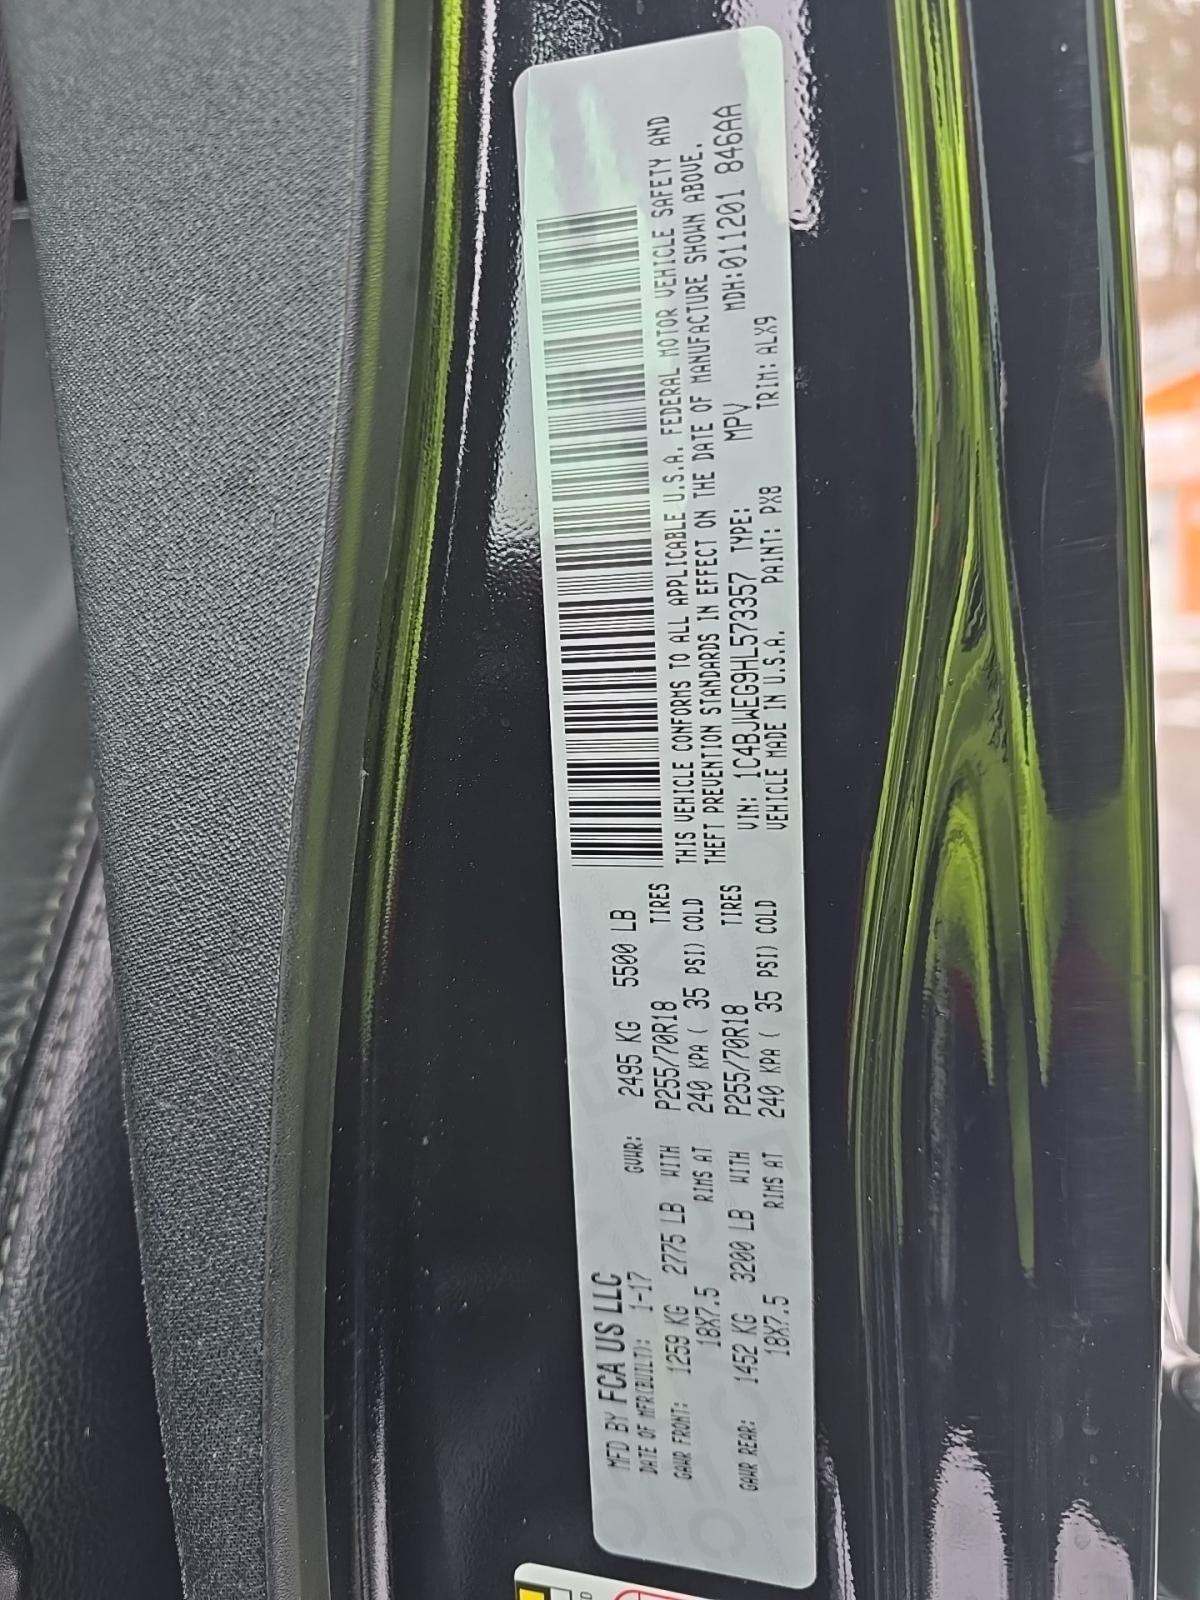 MFD BY FCA US LLC
DATE OF MFR(BUILT): 1-17 GVWR: 2495 KG 5500 LB
GAWR FRONT: 1259 KG 2775 LB WITH P255/70R18 TIRES
18X7.5 RIMS AT 240 KPA ( 35 PSI) COLD
GAWR REAR: 1452 KG 3200 LB WITH P255/70R18 TIRES
18X7.5 RIMS AT 240 KPA ( 35 PSI) COLD
THIS VEHICLE CONFORMS TO ALL APPLICABLE U.S.A. FEDERAL MOTOR VEHICLE SAFETY AND
THEFT PREVENTION STANDARDS IN EFFECT ON THE DATE OF MANUFACTURE SHOWN ABOVE.
VIN: 1C4BJWEG9HL573357 TYPE: MPV MDH:011201 846AA
VEHICLE MADE IN U.S.A. PAINT: PX8 TRIM: ALX9